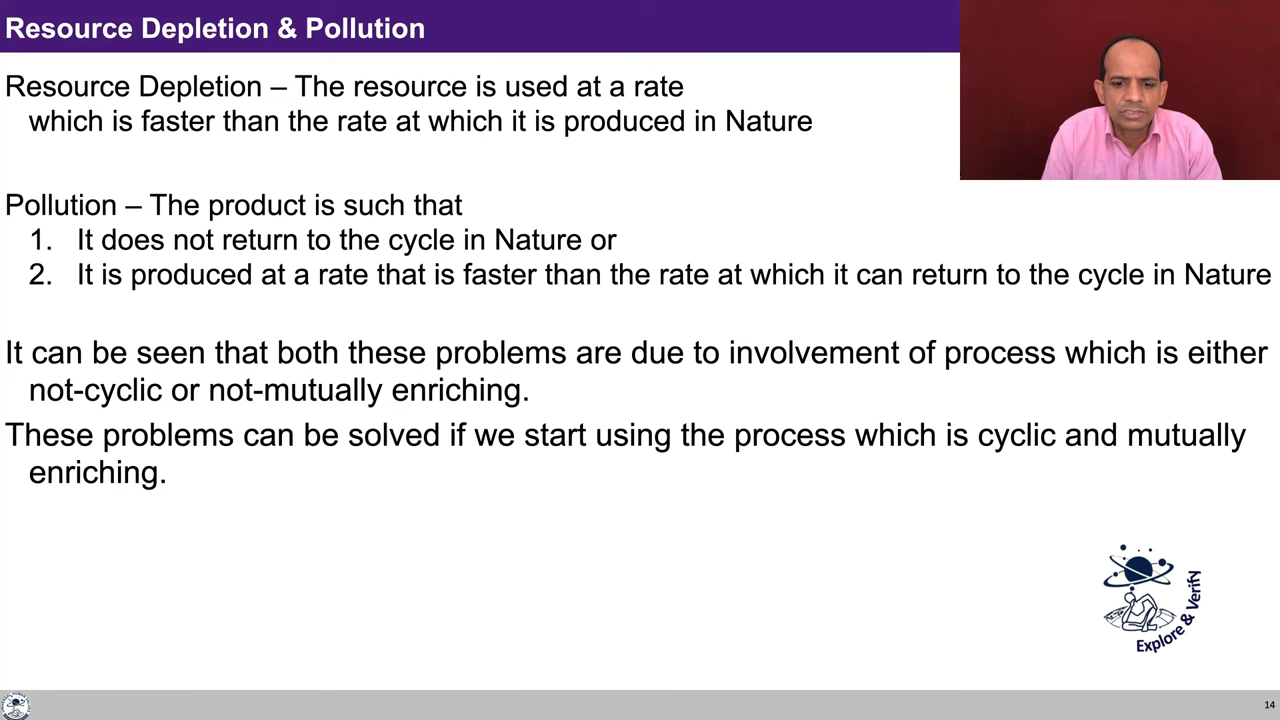 Resource Depletion & Pollution
Resource Depletion – The resource is used at a rate
which is faster than the rate at which it is produced in Nature
Pollution – The product is such that
1. It does not return to the cycle in Nature or
2. It is produced at a rate that is faster than the rate at which it can return to the cycle in Nature
It can be seen that both these problems are due to involvement of process which is either
not-cyclic or not-mutually enriching.
These problems can be solved if we start using the process which is cyclic and mutually
enriching.
Explore & Verify
14